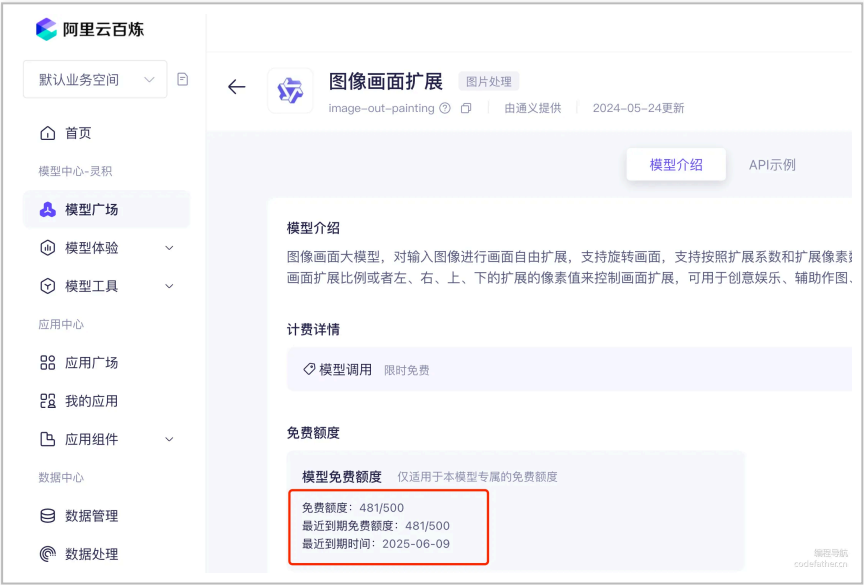 阿里云百炼
默认业务空间
首页
模型中心-灵积
模型广场
模型体验
模型工具
应用中心
应用广场
我的应用
应用组件
数据中心
数据管理
数据处理
图像画面扩展 图片处理
image-out-painting 由通义提供 2024-05-24更新
模型介绍 API示例
模型介绍
图像画面大模型，对输入图像进行画面自由扩展，支持旋转画面，支持按照扩展系数和扩展像素
画面扩展比例或者左、右、上、下的扩展的像素值来控制画面扩展，可用于创意娱乐、辅助作图、
计费详情
模型调用 限时免费
免费额度
模型免费额度 仅适用于本模型专属的免费额度
免费额度：481/500
最近到期免费额度：481/500
最近到期时间：2025-06-09
编程导航
codefather.cn